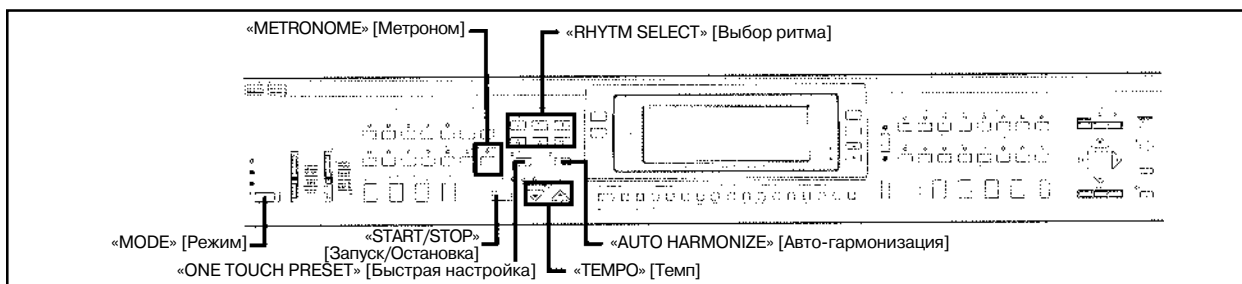 «METRONOME» [Метроном]
«RHYTM SELECT» [Выбор ритма]
«MODE» [Режим]
«START/STOP»
[Запуск/Остановка]
«AUTO HARMONIZE» [Авто-гармонизация]
«ONE TOUCH PRESET» [Быстрая настройка]
«TEMPO» [Темп]